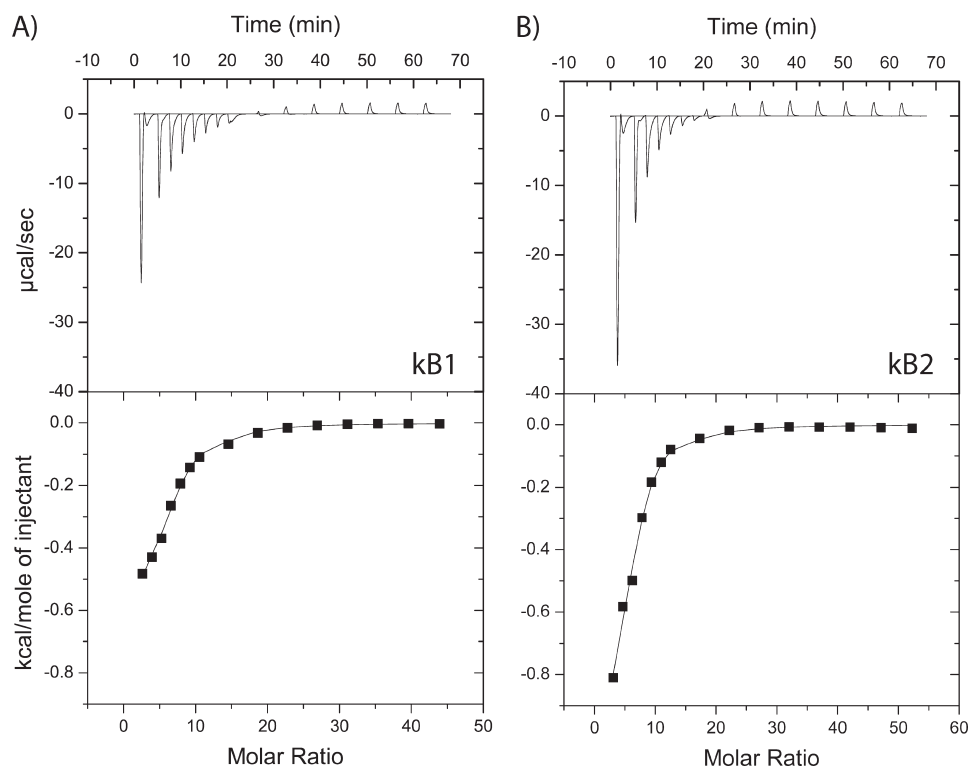 A)
Time (min)
-10 0 10 20 30 40 50 60 70
0
-10
-20
-30
-40
µcal/sec
kB1
0.0
-0.2
-0.4
-0.6
-0.8
kcal/mole of injectant
0 10 20 30 40 50
Molar Ratio
B)
Time (min)
-10 0 10 20 30 40 50 60 70
0
-10
-20
-30
-40
kB2
0.0
-0.2
-0.4
-0.6
-0.8
0 10 20 30 40 50 60
Molar Ratio